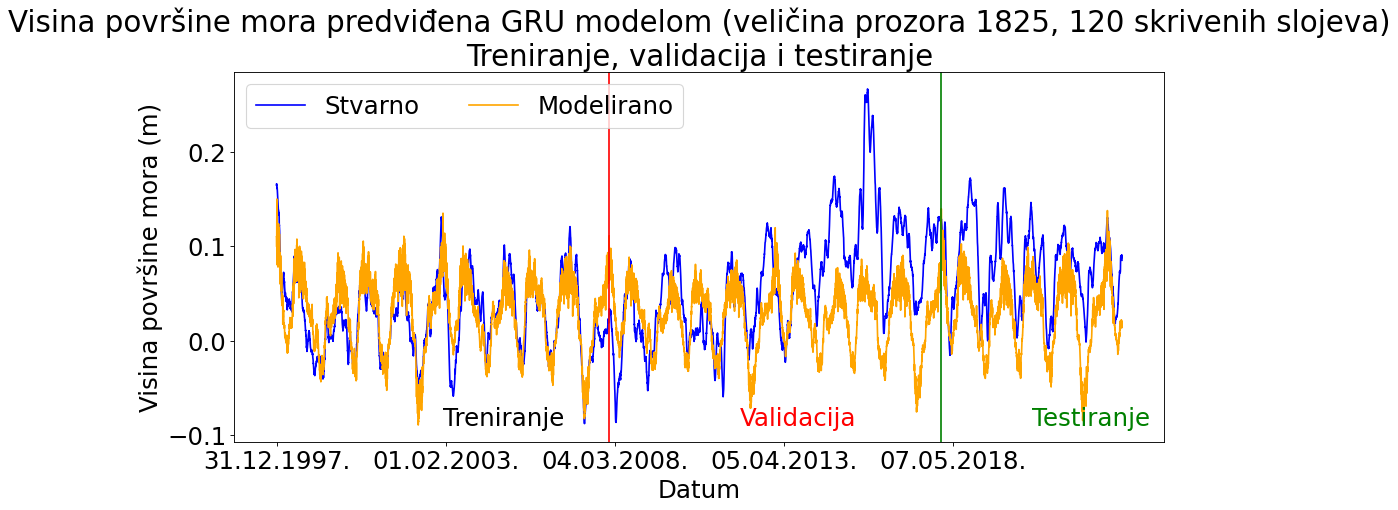 Visina površine mora predviđena GRU modelom (veličina prozora 1825, 120 skrivenih slojeva)
Treniranje, validacija i testiranje
Stvarno
Modelirano
Visina površine mora (m)
0.2
0.1
0.0
−0.1
Treniranje
Validacija
Testiranje
31.12.1997.
01.02.2003.
04.03.2008.
05.04.2013.
07.05.2018.
Datum